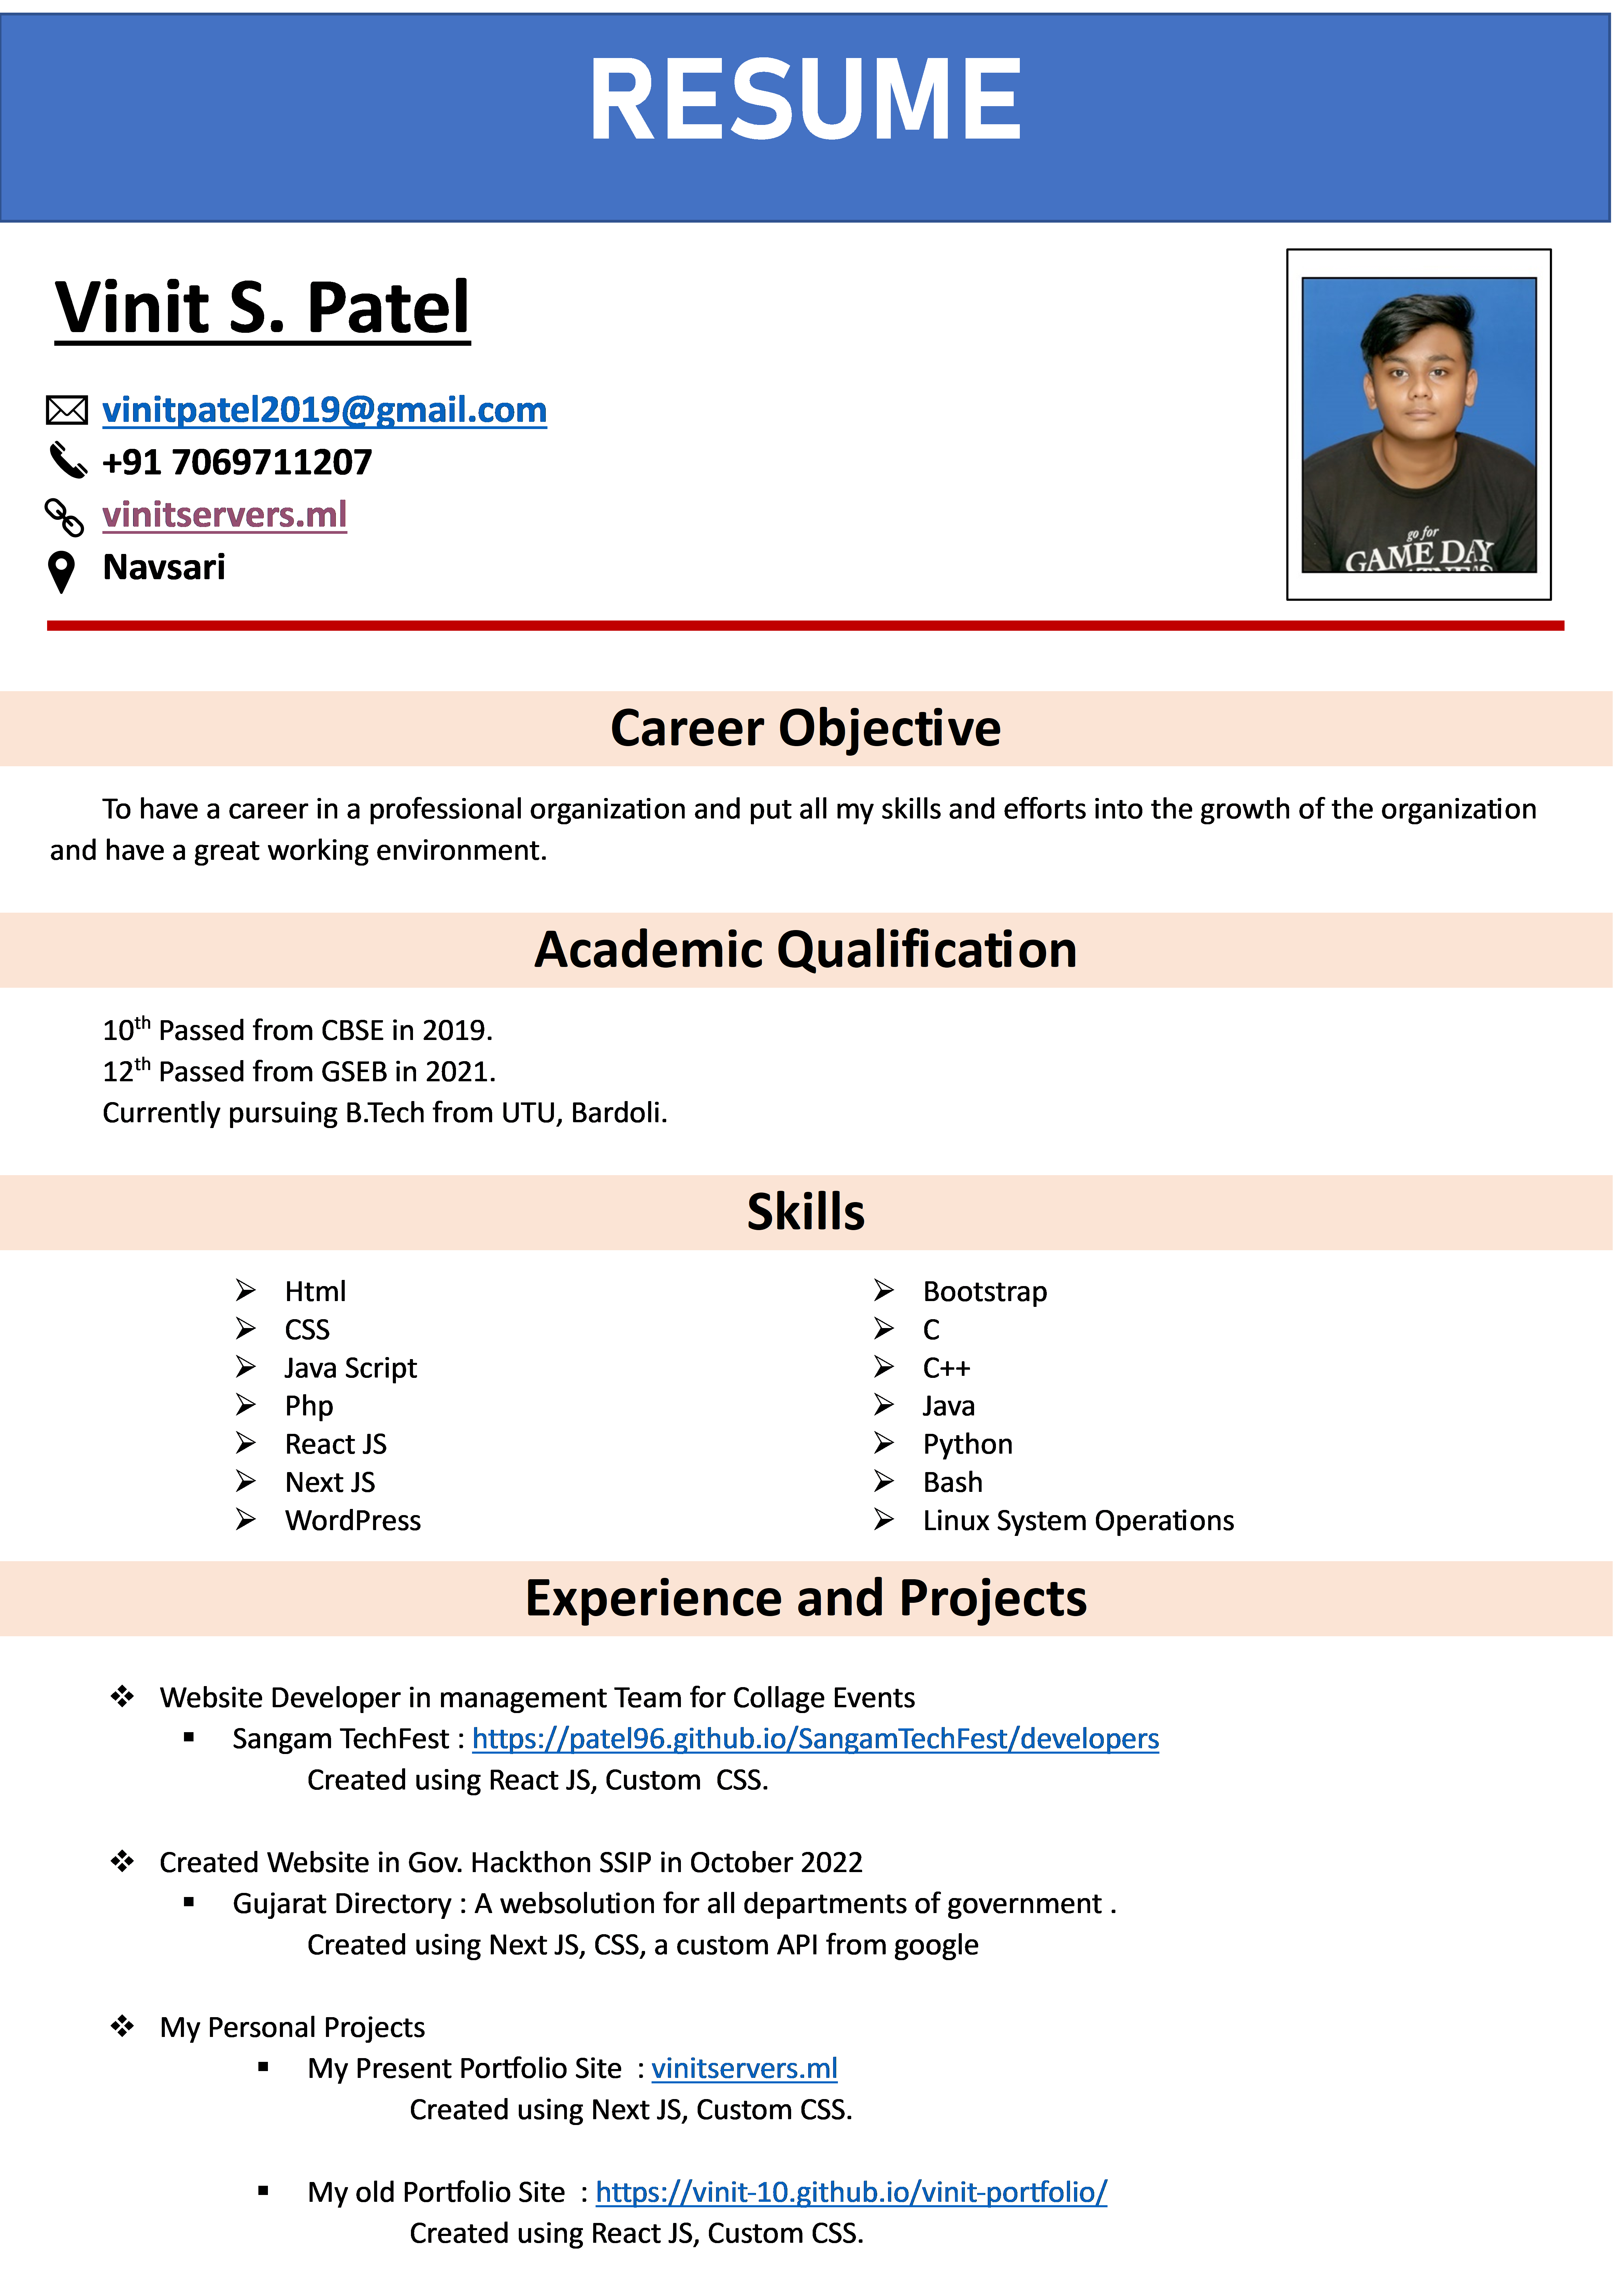 RESUME
Vinit S. Patel
vinitpatel2019@gmail.com
+91 7069711207
vinitservers.ml
Navsari
go for
GAME DAY
Career Objective
To have a career in a professional organization and put all my skills and efforts into the growth of the organization
and have a great working environment.
Academic Qualification
10th Passed from CBSE in 2019.
12th Passed from GSEB in 2021.
Currently pursuing B.Tech from UTU, Bardoli.
Skills
Html
CSS
Java Script
Php
React JS
Next JS
WordPress
Bootstrap
C
C++
Java
Python
Bash
Linux System Operations
Experience and Projects
Website Developer in management Team for Collage Events
Sangam TechFest : https://patel96.github.io/SangamTechFest/developers
Created using React JS, Custom  CSS.
Created Website in Gov. Hackthon SSIP in October 2022
Gujarat Directory : A websolution for all departments of government .
Created using Next JS, CSS, a custom API from google
My Personal Projects
My Present Portfolio Site  : vinitservers.ml
Created using Next JS, Custom CSS.
My old Portfolio Site  : https://vinit-10.github.io/vinit-portfolio/
Created using React JS, Custom CSS.